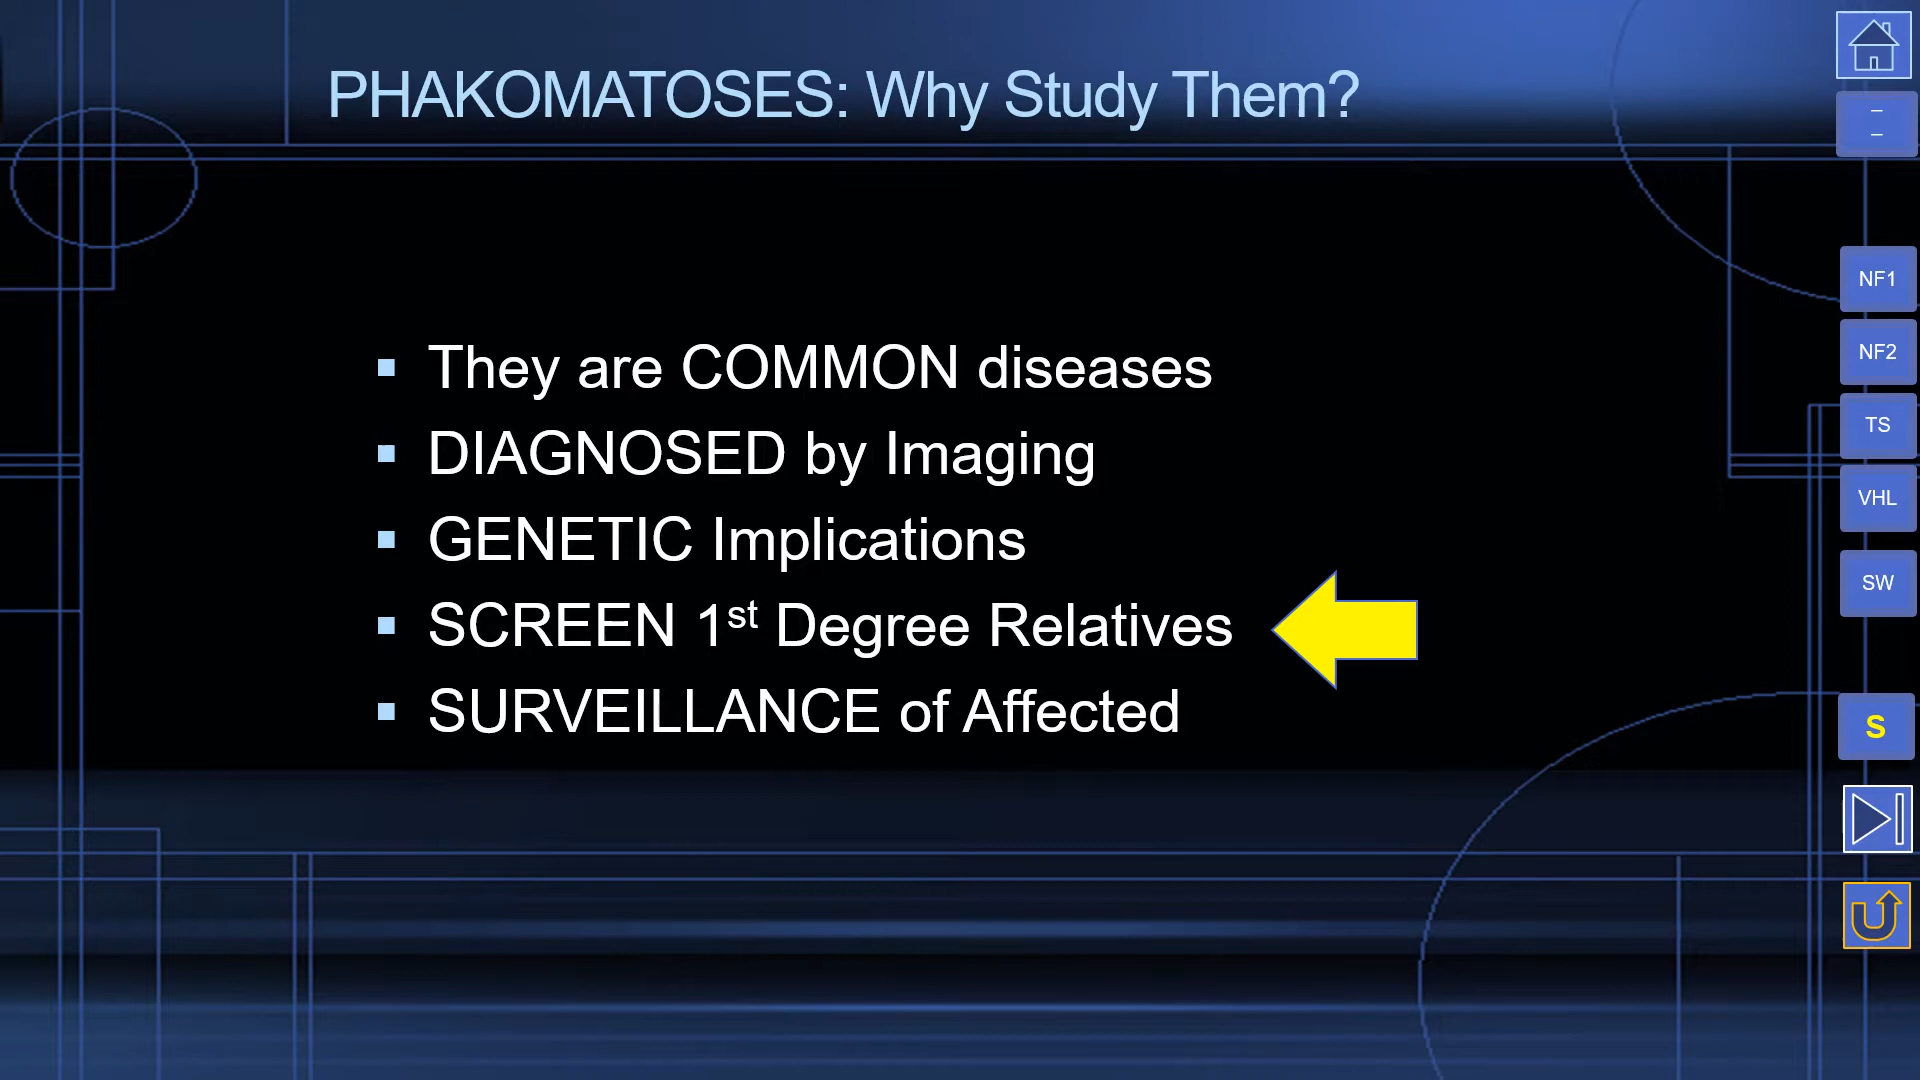 PHAKOMATOSES: Why Study Them?
They are COMMON diseases
DIAGNOSED by Imaging
GENETIC Implications
SCREEN 1st Degree Relatives
SURVEILLANCE of Affected
NF1
NF2
TS
VHL
SW
S